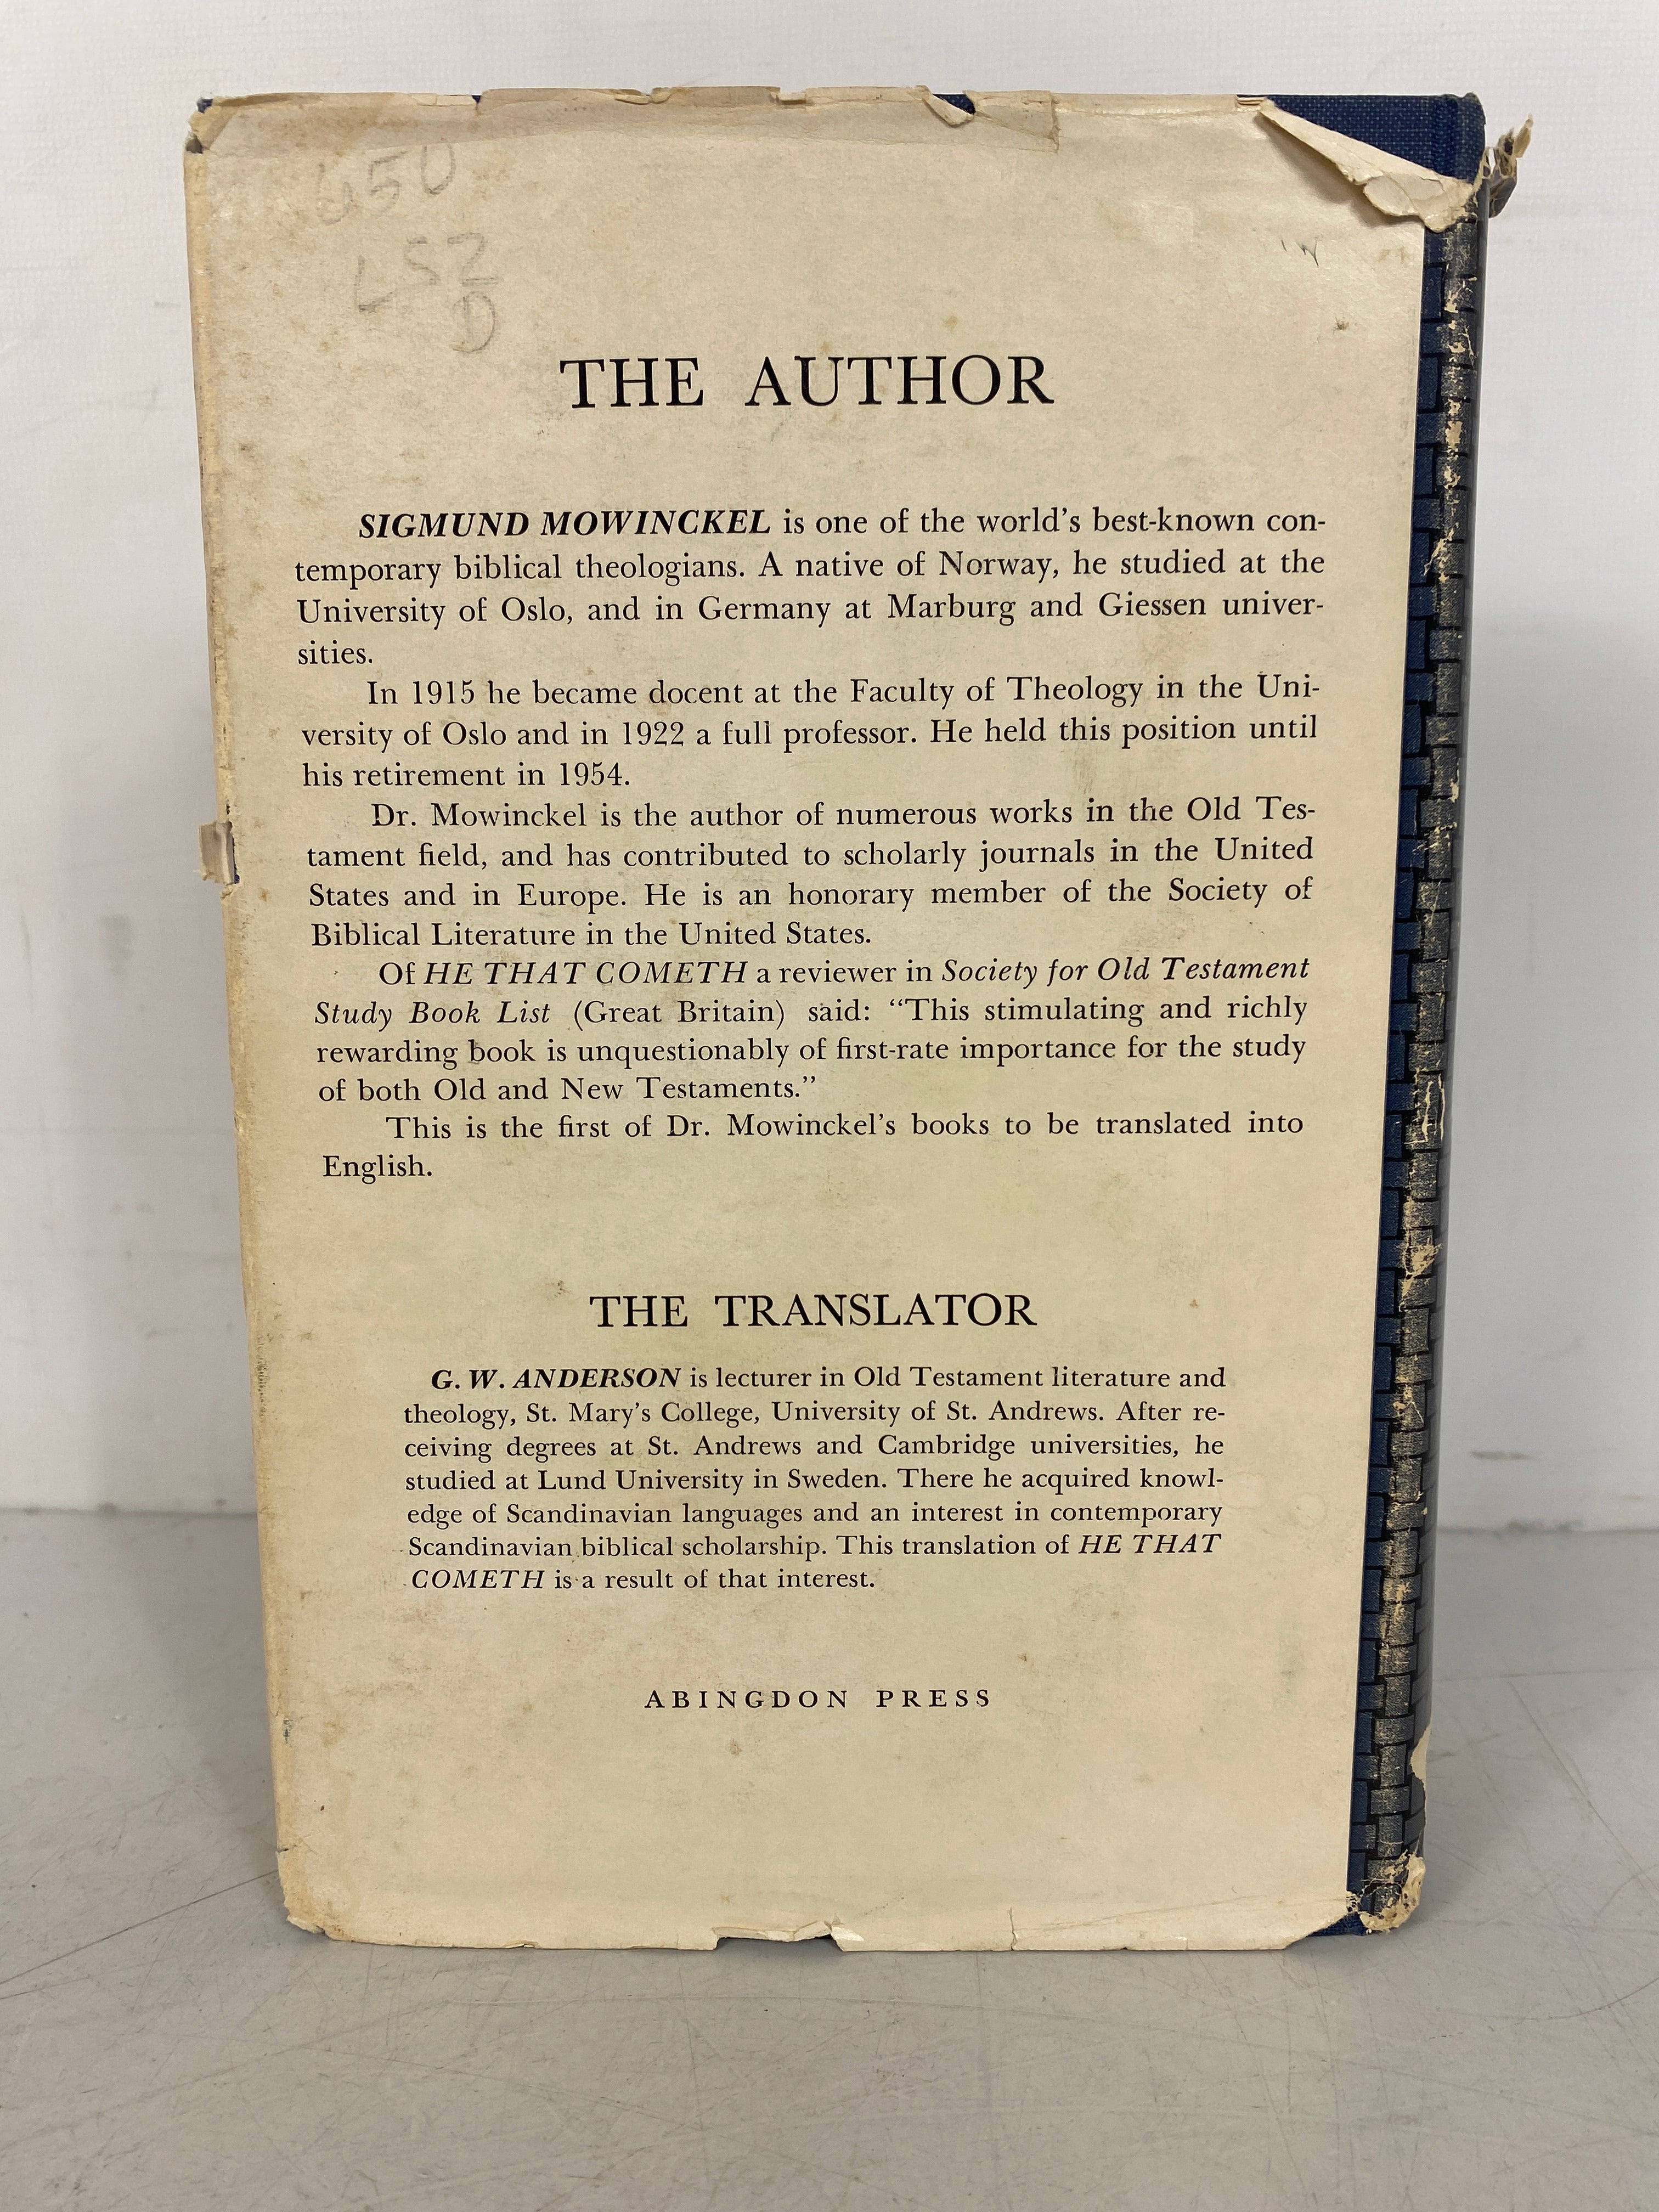 L52
D
THE AUTHOR
SIGMUND MOWINCKEL is one of the world's best-known con-
temporary biblical theologians. A native of Norway, he studied at the
University of Oslo, and in Germany at Marburg and Giessen univer-
sities.
In 1915 he became docent at the Faculty of Theology in the Uni-
versity of Oslo and in 1922 a full professor. He held this position until
his retirement in 1954.
Dr. Mowinckel is the author of numerous works in the Old Tes-
tament field, and has contributed to scholarly journals in the United
States and in Europe. He is an honorary member of the Society of
Biblical Literature in the United States.
Of HE THAT COMETH a reviewer in Society for Old Testament
Study Book List (Great Britain) said: “This stimulating and richly
rewarding book is unquestionably of first-rate importance for the study
of both Old and New Testaments.”
This is the first of Dr. Mowinckel's books to be translated into
English.
THE TRANSLATOR
G. W. ANDERSON is lecturer in Old Testament literature and
theology, St. Mary's College, University of St. Andrews. After re-
ceiving degrees at St. Andrews and Cambridge universities, he
studied at Lund University in Sweden. There he acquired knowl-
edge of Scandinavian languages and an interest in contemporary
Scandinavian biblical scholarship. This translation of HE THAT
COMETH is a result of that interest.
ABINGDON PRESS